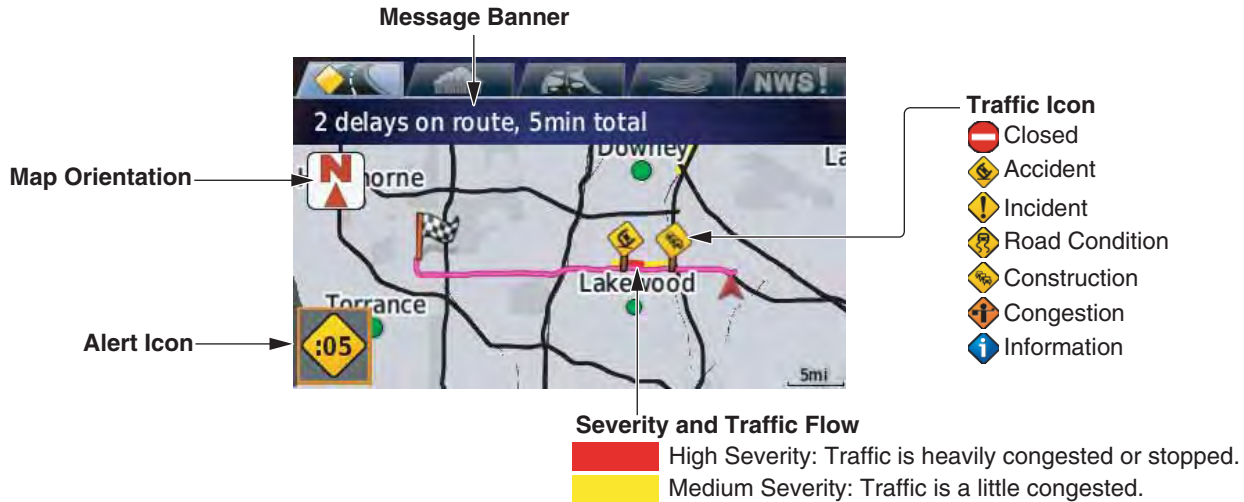 Message Banner
NWS!
2 delays on route, 5min total
Downey
La
Map Orientation
N
horne
Lakewood
Torrance
Alert Icon
:05
5mi
Traffic Icon
Closed
Accident
Incident
Road Condition
Construction
Congestion
Information
Severity and Traffic Flow
High Severity: Traffic is heavily congested or stopped.
Medium Severity: Traffic is a little congested.